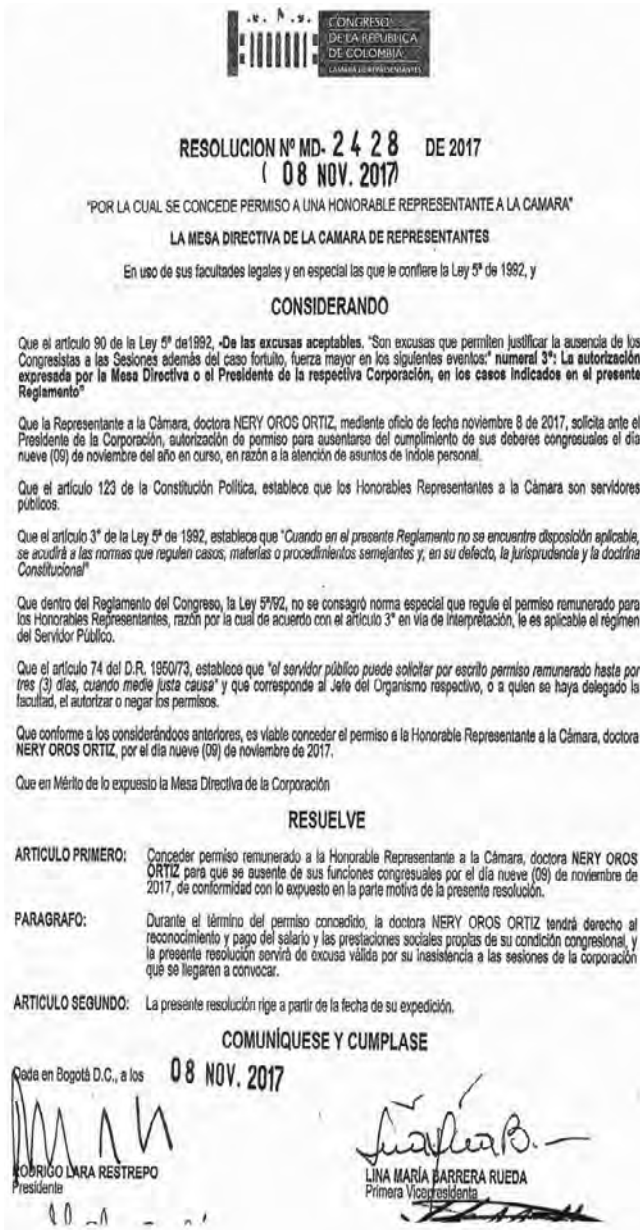 CONGRESO
DE LA REPUBLICA
DE COLOMBIA
CAMARA DE REPRESENTANTES
RESOLUCION Nº MD- 2428 DE 2017
( 08 NOV. 2017)
"POR LA CUAL SE CONCEDE PERMISO A UNA HONORABLE REPRESENTANTE A LA CAMARA"
LA MESA DIRECTIVA DE LA CAMARA DE REPRESENTANTES
En uso de sus facultades legales y en especial las que le confiere la Ley 5ª de 1992, y
CONSIDERANDO
Que el artículo 90 de la Ley 5ª de1992, -De las excusas aceptables. "Son excusas que permiten justificar la ausencia de los
Congresistas a las Sesiones además del caso fortuito, fuerza mayor en los siguientes eventos:" numeral 3º: La autorización
expresada por la Mesa Directiva o el Presidente de la respectiva Corporación, en los casos indicados en el presente
Reglamento"
Que la Representante a la Cámara, doctora NERY OROS ORTIZ, mediante oficio de fecha noviembre 8 de 2017, solicita ante el
Presidente de la Corporación, autorización de permiso para ausentarse del cumplimiento de sus deberes congresuales el día
nueve (09) de noviembre del año en curso, en razón a la atención de asuntos de índole personal.
Que el artículo 123 de la Constitución Política, establece que los Honorables Representantes a la Cámara son servidores
públicos.
Que el artículo 3º de la Ley 5ª de 1992, establece que "Cuando en el presente Reglamento no se encuentre disposición aplicable,
se acudirá a las normas que regulen casos, materias o procedimientos semejantes y, en su defecto, la jurisprudencia y la doctrina
Constitucional"
Que dentro del Reglamento del Congreso, la Ley 5ª/92, no se consagró norma especial que regule el permiso remunerado para
los Honorables Representantes, razón por la cual de acuerdo con el artículo 3º en vía de interpretación, le es aplicable el régimen
del Servidor Público.
Que el artículo 74 del D.R. 1950/73, establece que "el servidor público puede solicitar por escrito permiso remunerado hasta por
tres (3) días, cuando medie justa causa" y que corresponde al Jefe del Organismo respectivo, o a quien se haya delegado la
facultad, el autorizar o negar los permisos.
Que conforme a los considerándoos anteriores, es viable conceder el permiso a la Honorable Representante a la Cámara, doctora
NERY OROS ORTIZ, por el día nueve (09) de noviembre de 2017.
Que en Mérito de lo expuesto la Mesa Directiva de la Corporación
RESUELVE
ARTICULO PRIMERO: Conceder permiso remunerado a la Honorable Representante a la Cámara, doctora NERY OROS
ORTIZ para que se ausente de sus funciones congresuales por el día nueve (09) de noviembre de
2017, de conformidad con lo expuesto en la parte motiva de la presente resolución.
PARAGRAFO: Durante el término del permiso concedido, la doctora NERY OROS ORTIZ tendrá derecho al
reconocimiento y pago del salario y las prestaciones sociales propias de su condición congresional, y
la presente resolución servirá de excusa válida por su inasistencia a las sesiones de la corporación
que se llegaren a convocar.
ARTICULO SEGUNDO: La presente resolución rige a partir de la fecha de su expedición.
COMUNÍQUESE Y CUMPLASE
Dada en Bogotá D.C., a los 08 NOV. 2017
RODRIGO LARA RESTREPO
Presidente
LINA MARÍA BARRERA RUEDA
Primera Vicepresidenta